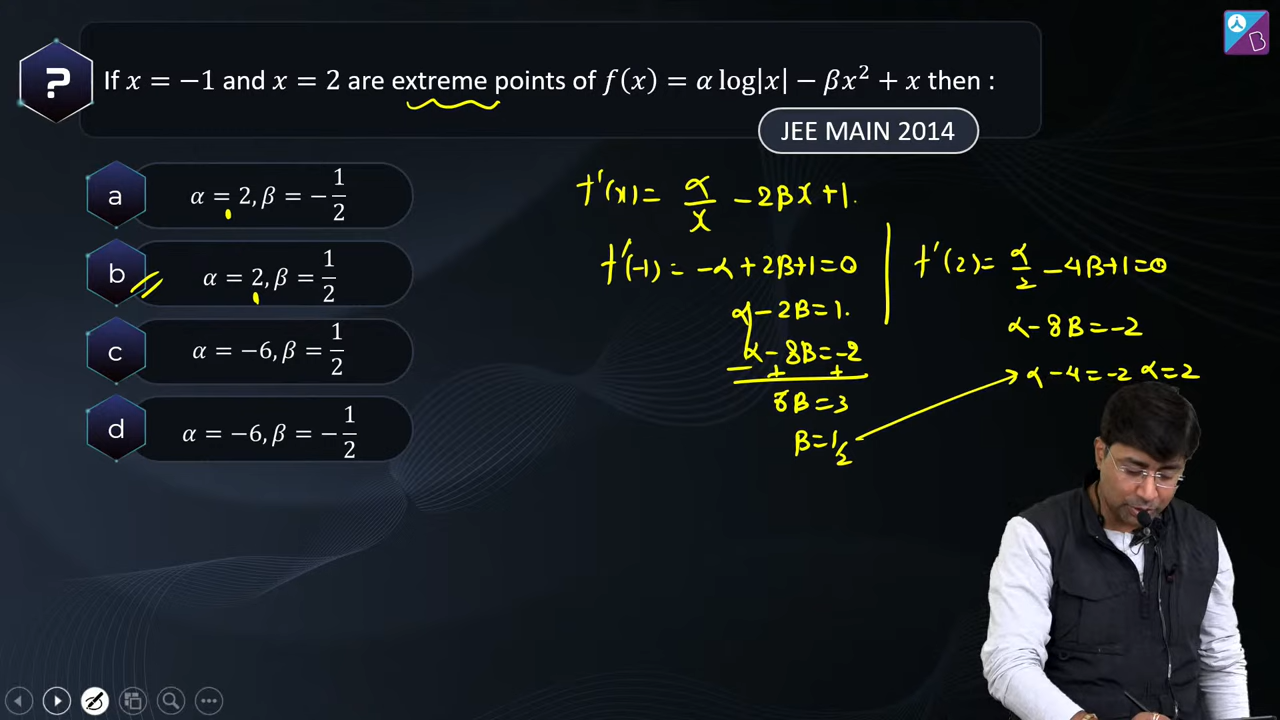 ?
If x = −1 and x = 2 are extreme points of f(x) = α log|x| − βx² + x then :
JEE MAIN 2014
a α = 2, β = −1/2
b α = 2, β = 1/2
c α = −6, β = 1/2
d α = −6, β = −1/2
f'(x) = α/x − 2βx + 1.
f'(-1) = −α + 2β + 1 = 0
α − 2β = 1.
α − 8β = −2
− + +
6β = 3
β = 1/2
f'(2) = α/2 − 4β + 1 = 0
α − 8β = −2
α − 4 = −2 α = 2
B